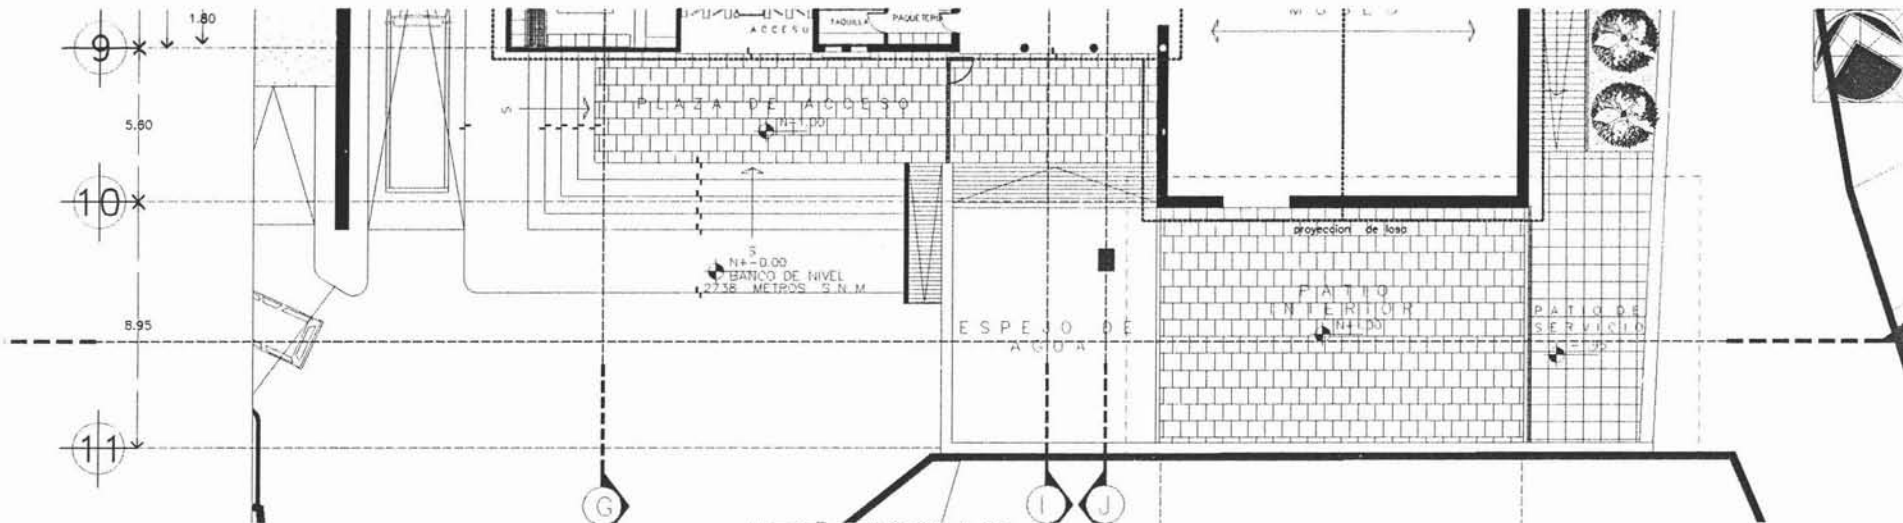 1.80
TAQUILLA
PAQUETERIA
ACCESO
MUSEO
9
5.60
PLAZA DE ACCESO
S
N+1.00
10
proyeccion de losa
S
N+-0.00
BANCO DE NIVEL
2738 METROS S.N.M
8.95
ESPEJO DE
AGUA
PATIO
INTERIOR
N+1.00
PATIO DE
SERVICIO
11
G
I
J